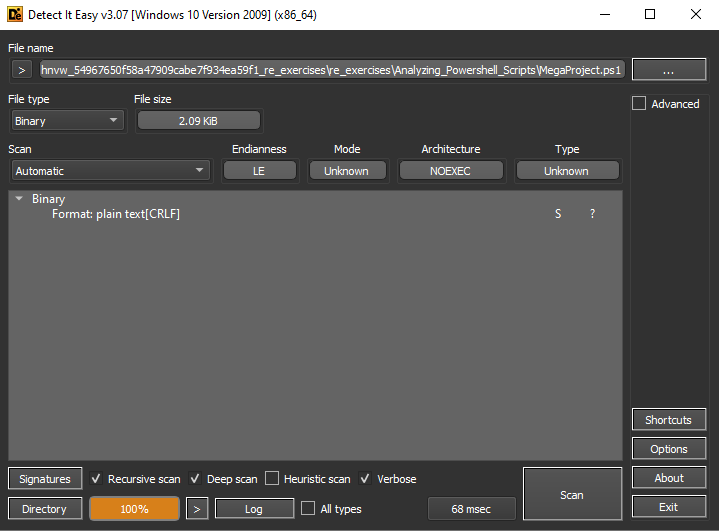 Detect It Easy v3.07 [Windows 10 Version 2009] (x86_64)
File name
> hnvw_54967650f58a47909cabe7f934ea59f1_re_exercises\re_exercises\Analyzing_Powershell_Scripts\MegaProject.ps1 ...
File type File size Advanced
Binary 2.09 KiB
Scan Endianness Mode Architecture Type
Automatic LE Unknown NOEXEC Unknown
Binary
Format: plain text[CRLF] S ?
Shortcuts
Options
Signatures Recursive scan Deep scan Heuristic scan Verbose Scan About
Directory 100% > Log All types 68 msec Exit